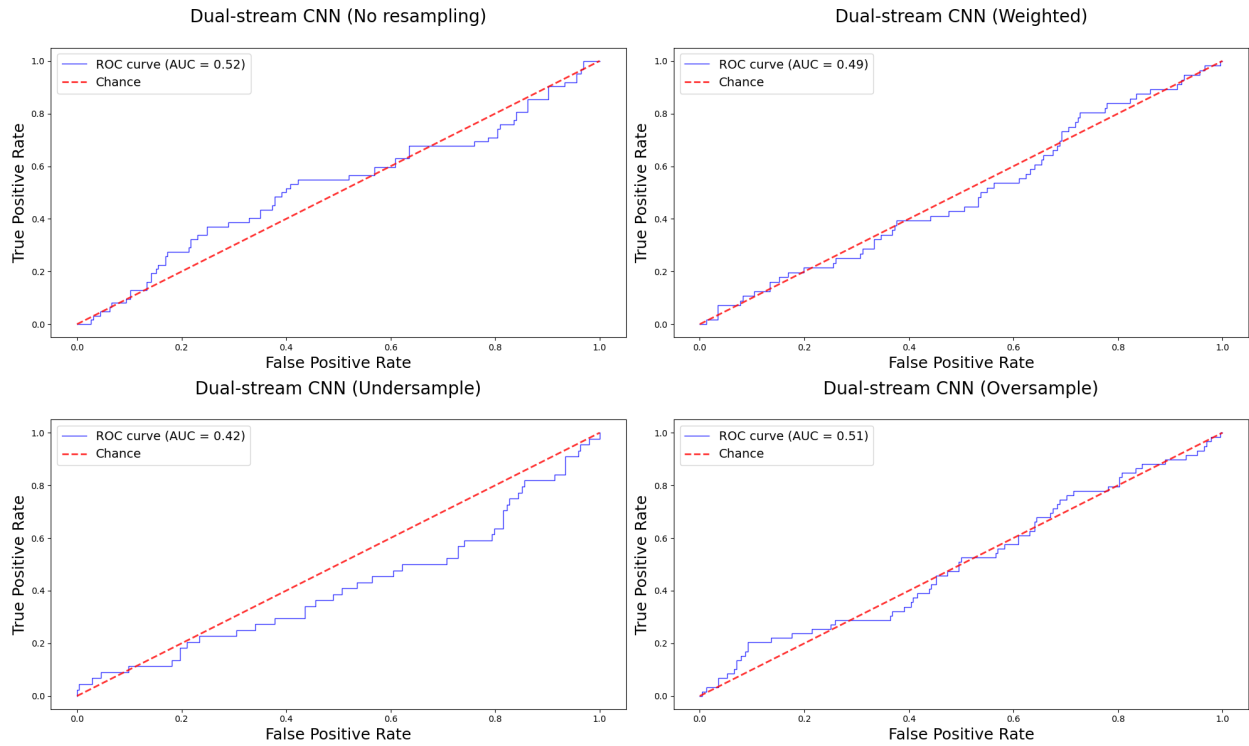 Dual-stream CNN (No resampling)
ROC curve (AUC = 0.52)
Chance
1.0
0.8
0.6
0.4
0.2
0.0
True Positive Rate
0.0 0.2 0.4 0.6 0.8 1.0
False Positive Rate
Dual-stream CNN (Weighted)
ROC curve (AUC = 0.49)
Chance
1.0
0.8
0.6
0.4
0.2
0.0
True Positive Rate
0.0 0.2 0.4 0.6 0.8 1.0
False Positive Rate
Dual-stream CNN (Undersample)
ROC curve (AUC = 0.42)
Chance
1.0
0.8
0.6
0.4
0.2
0.0
True Positive Rate
0.0 0.2 0.4 0.6 0.8 1.0
False Positive Rate
Dual-stream CNN (Oversample)
ROC curve (AUC = 0.51)
Chance
1.0
0.8
0.6
0.4
0.2
0.0
True Positive Rate
0.0 0.2 0.4 0.6 0.8 1.0
False Positive Rate